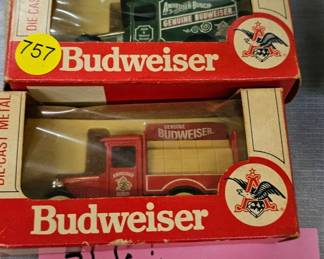 DIE CAST
ANHEUSER-BUSCH
GENUINE BUDWEISER.
757
Budweiser
DIE-CAST METAL
GENUINE
BUDWEISER.
Budweiser